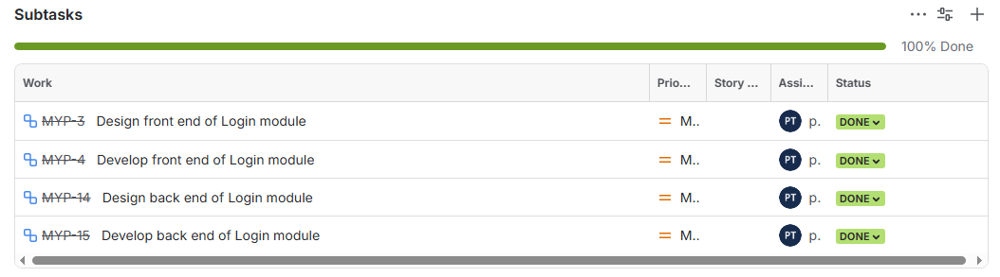 Subtasks
100% Done
Work Prio... Story ... Assi... Status
MYP-3 Design front end of Login module M.. PT p. DONE
MYP-4 Develop front end of Login module M.. PT p. DONE
MYP-14 Design back end of Login module M.. PT p. DONE
MYP-15 Develop back end of Login module M.. PT p. DONE